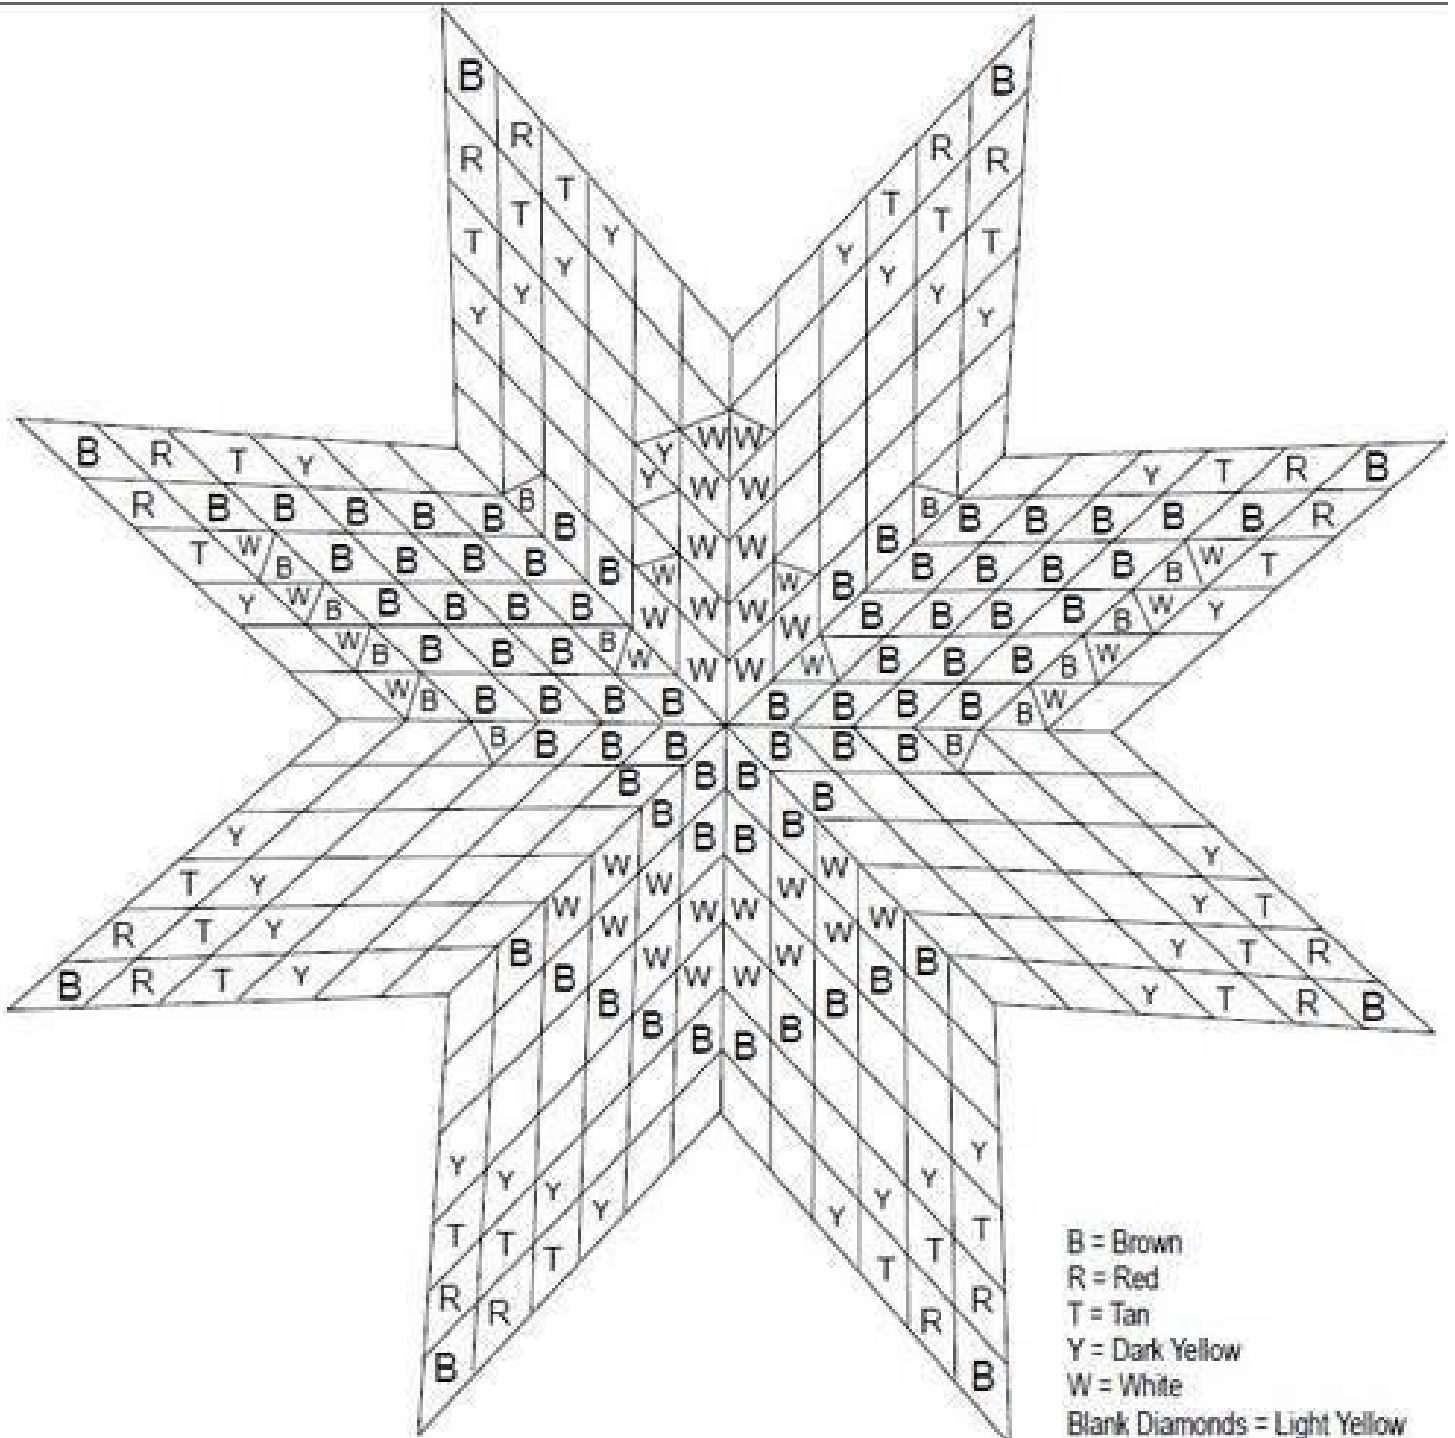 B B
R R
R R
T T
T T
T Y Y T
Y Y
Y Y
Y Y
W W
B R T Y Y Y T R B
Y W W
R B B B B B B B B B B B B B B R
T W B B B B B B W W W W B B B B B B W T
Y W B B B B B W W W W B B B B B W Y
W B B B B B W W W W B B B B W
W B B B B B B B B B B W
B B B B B B B B
B B B B
Y B B B B
W W Y
T Y W W
W W W W Y T
R T Y W W
B W W B Y T R
B R T Y B W W B Y T R B
B B
B B
B B
Y Y
Y Y
Y Y
Y Y
T T
T T
T T
R R
R R
B B
B = Brown
R = Red
T = Tan
Y = Dark Yellow
W = White
Blank Diamonds = Light Yellow